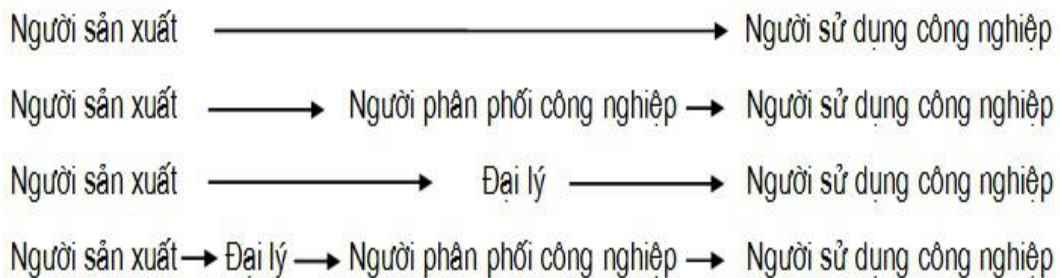 Người sản xuất → Người sử dụng công nghiệp
Người sản xuất → Người phân phối công nghiệp → Người sử dụng công nghiệp
Người sản xuất → Đại lý → Người sử dụng công nghiệp
Người sản xuất → Đại lý → Người phân phối công nghiệp → Người sử dụng công nghiệp